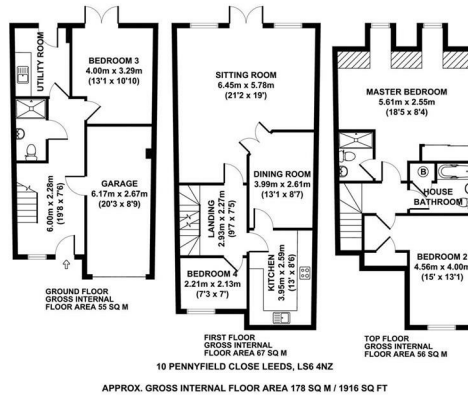 UTILITY ROOM
BEDROOM 3
4.00m x 3.29m
(13'1 x 10'10)
6.00m x 2.28m
(19'8 x 7'6)
GARAGE
6.17m x 2.67m
(20'3 x 8'9)
GROUND FLOOR
GROSS INTERNAL
FLOOR AREA 55 SQ M
SITTING ROOM
6.45m x 5.78m
(21'2 x 19')
DINING ROOM
3.99m x 2.61m
(13'1 x 8'7)
LANDING
2.93m x 2.27m
(9'7 x 7'5)
KITCHEN
3.95m x 2.59m
(13' x 8'6)
BEDROOM 4
2.21m x 2.13m
(7'3 x 7')
FIRST FLOOR
GROSS INTERNAL
FLOOR AREA 67 SQ M
MASTER BEDROOM
5.61m x 2.55m
(18'5 x 8'4)
B
HOUSE
BATHROOM
BEDROOM 2
4.56m x 4.00m
(15' x 13'1)
TOP FLOOR
GROSS INTERNAL
FLOOR AREA 56 SQ M
10 PENNYFIELD CLOSE LEEDS, LS6 4NZ
APPROX. GROSS INTERNAL FLOOR AREA 178 SQ M / 1916 SQ FT